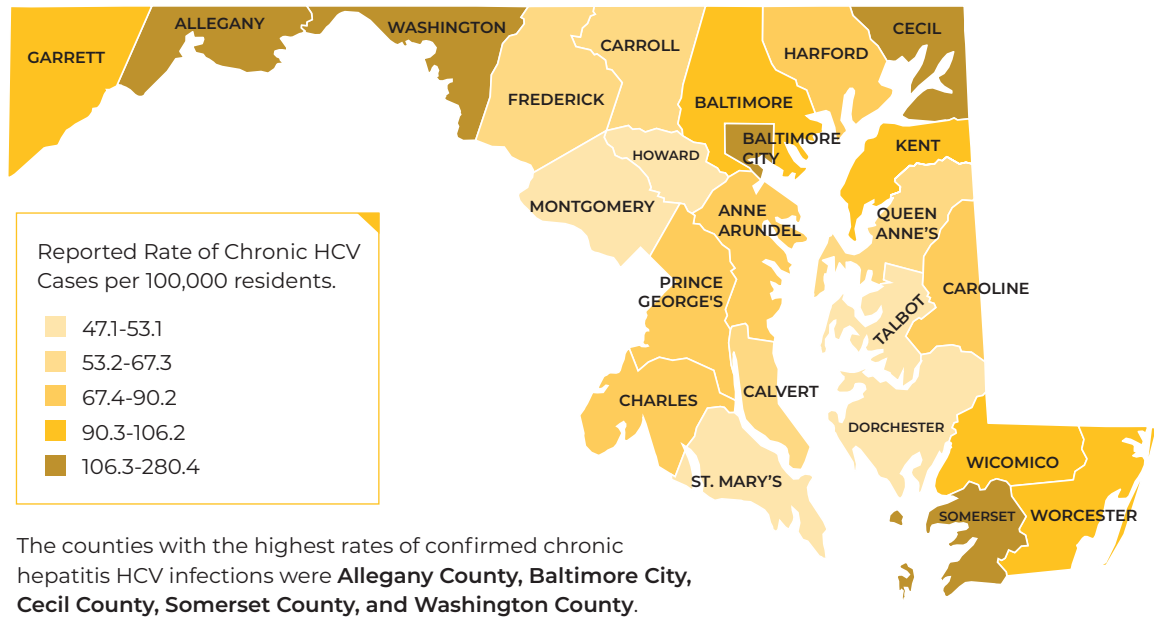 ALLEGANY
WASHINGTON
CECIL
GARRETT
CARROLL
HARFORD
FREDERICK
BALTIMORE
BALTIMORE
CITY
KENT
HOWARD
MONTGOMERY
ANNE
ARUNDEL
QUEEN
ANNE'S
PRINCE
GEORGE'S
CAROLINE
TALBOT
CHARLES
CALVERT
DORCHESTER
WICOMICO
ST. MARY'S
SOMERSET
WORCESTER
Reported Rate of Chronic HCV
Cases per 100,000 residents.
47.1-53.1
53.2-67.3
67.4-90.2
90.3-106.2
106.3-280.4
The counties with the highest rates of confirmed chronic
hepatitis HCV infections were Allegany County, Baltimore City,
Cecil County, Somerset County, and Washington County.